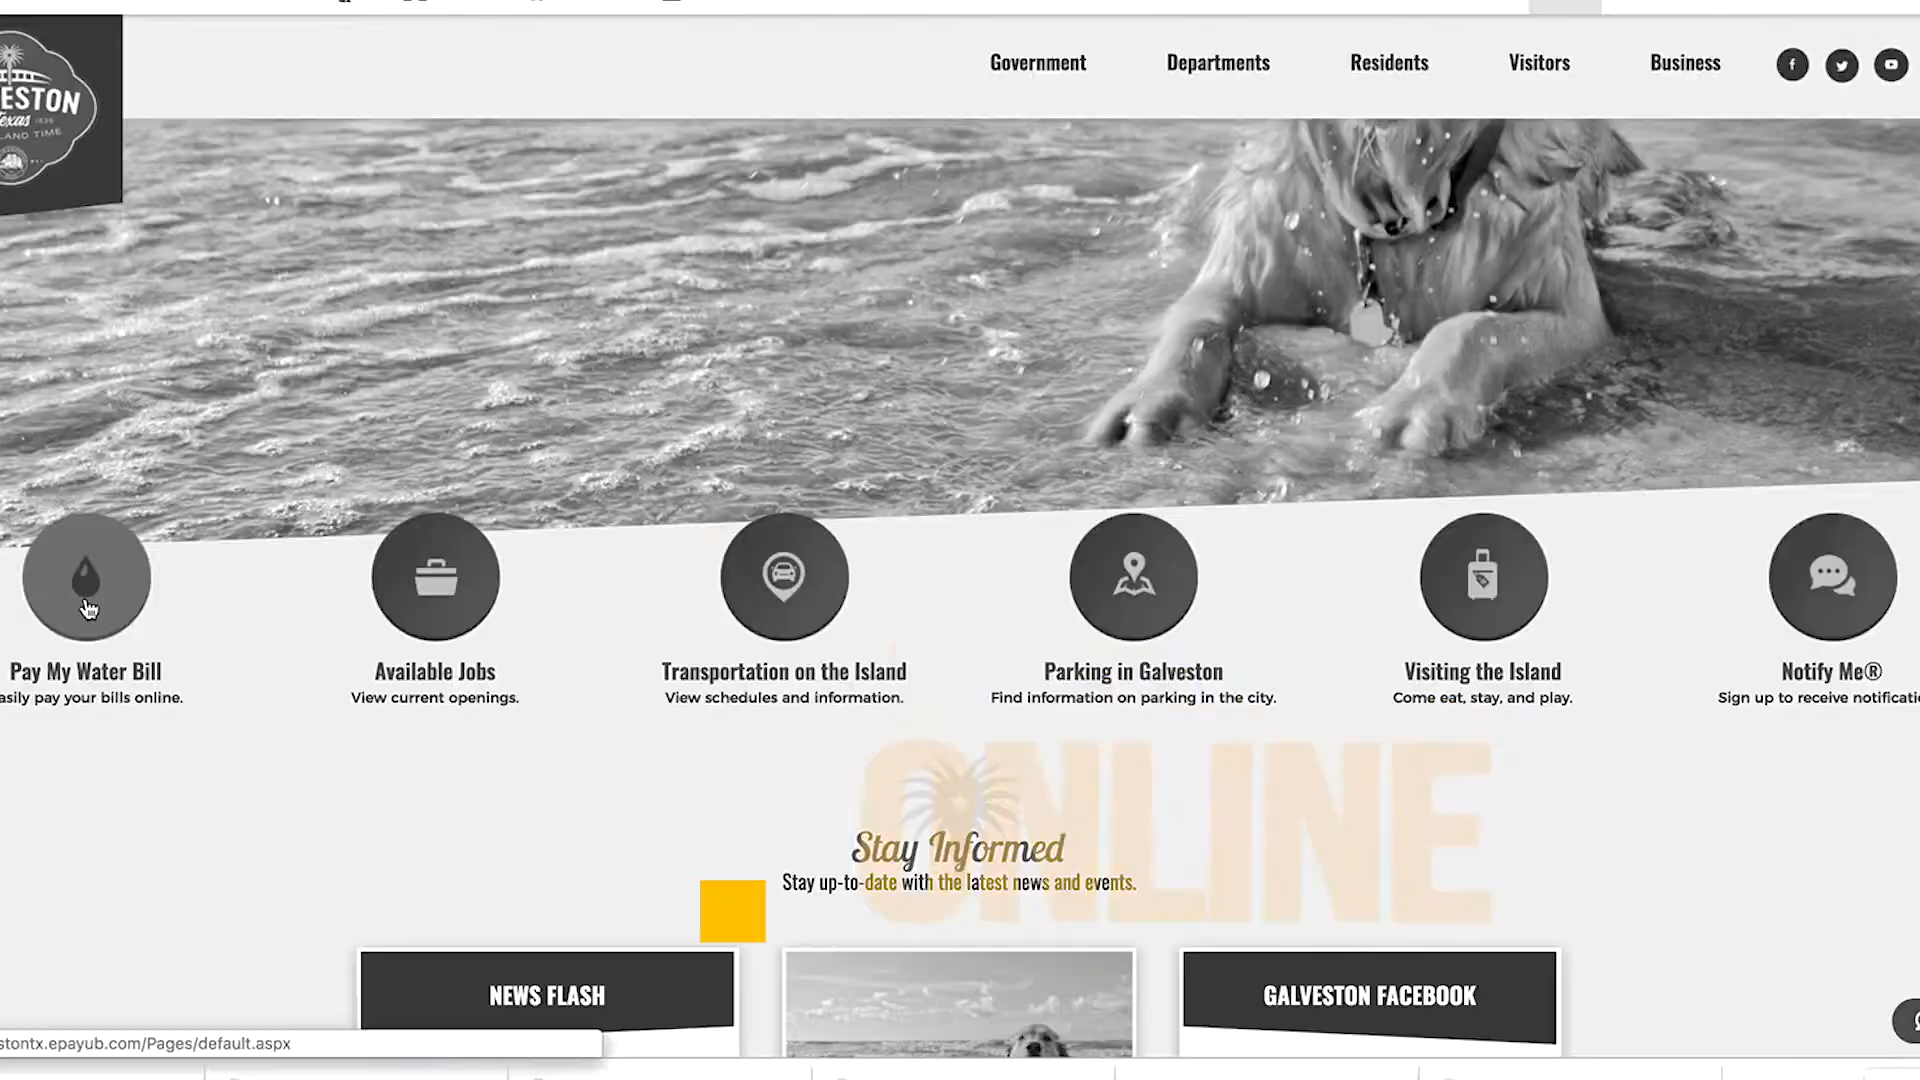 Government Departments Residents Visitors Business
ESTON
Texas 1839
LAND TIME
Pay My Water Bill
asily pay your bills online.
Available Jobs
View current openings.
Transportation on the Island
View schedules and information.
Parking in Galveston
Find information on parking in the city.
Visiting the Island
Come eat, stay, and play.
Notify Me®
Sign up to receive notificati
ONLINE
Stay Informed
Stay up-to-date with the latest news and events.
NEWS FLASH
GALVESTON FACEBOOK
stontx.epayub.com/Pages/default.aspx